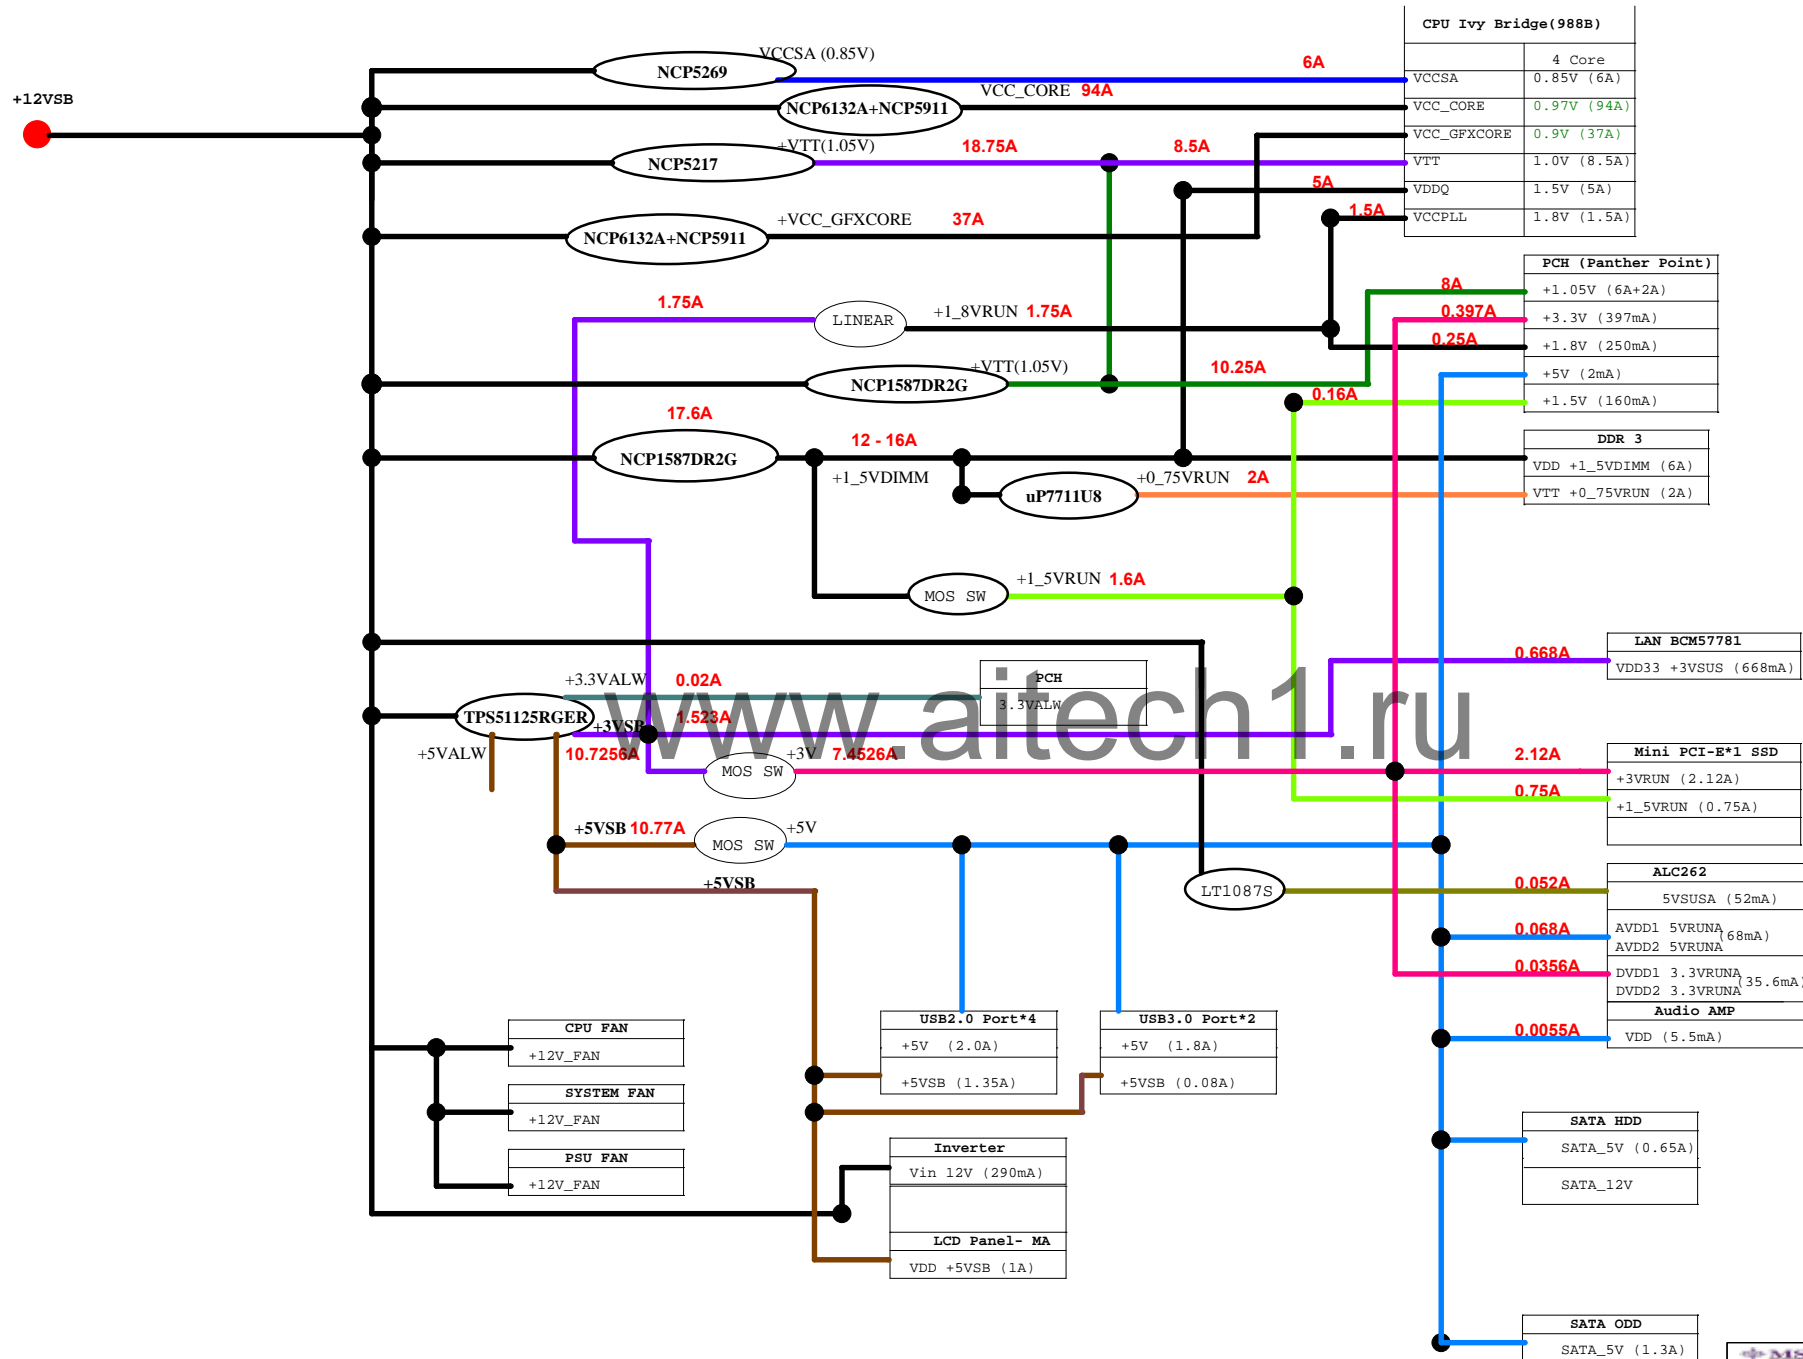 CPU Ivy Bridge(988B)
4 Core
VCCSA 0.85V (6A)
VCC_CORE 0.97V (94A)
VCC_GFXCORE 0.9V (37A)
VTT 1.0V (8.5A)
VDDQ 1.5V (5A)
VCCPLL 1.8V (1.5A)
+12VSB
NCP5269
VCCSA (0.85V)
6A
NCP6132A+NCP5911
VCC_CORE 94A
NCP5217
+VTT(1.05V)
18.75A
8.5A
5A
1.5A
NCP6132A+NCP5911
+VCC_GFXCORE 37A
PCH (Panther Point)
+1.05V (6A+2A)
+3.3V (397mA)
+1.8V (250mA)
+5V (2mA)
+1.5V (160mA)
8A
0.397A
0.25A
0.16A
1.75A
LINEAR
+1_8VRUN 1.75A
NCP1587DR2G
+VTT(1.05V)
10.25A
17.6A
NCP1587DR2G
12 - 16A
+1_5VDIMM
uP7711U8
+0_75VRUN 2A
DDR 3
VDD +1_5VDIMM (6A)
VTT +0_75VRUN (2A)
MOS SW
+1_5VRUN 1.6A
LAN BCM57781
VDD33 +3VSUS (668mA)
0.668A
+3.3VALW 0.02A
PCH
3.3VALW
www.aitech1.ru
TPS51125RGER
+3VSB
1.523A
+5VALW
10.7256A
MOS SW
+3V 7.4526A
Mini PCI-E*1 SSD
+3VRUN (2.12A)
+1_5VRUN (0.75A)
2.12A
0.75A
+5VSB 10.77A
MOS SW
+5V
+5VSB
LT1087S
ALC262
5VSUSA (52mA)
AVDD1 5VRUNA
AVDD2 5VRUNA
(68mA)
DVDD1 3.3VRUNA
DVDD2 3.3VRUNA
(35.6mA)
Audio AMP
VDD (5.5mA)
0.052A
0.068A
0.0356A
0.0055A
CPU FAN
+12V_FAN
SYSTEM FAN
+12V_FAN
PSU FAN
+12V_FAN
USB2.0 Port*4
+5V (2.0A)
+5VSB (1.35A)
USB3.0 Port*2
+5V (1.8A)
+5VSB (0.08A)
Inverter
Vin 12V (290mA)
LCD Panel- MA
VDD +5VSB (1A)
SATA HDD
SATA_5V (0.65A)
SATA_12V
SATA ODD
SATA_5V (1.3A)